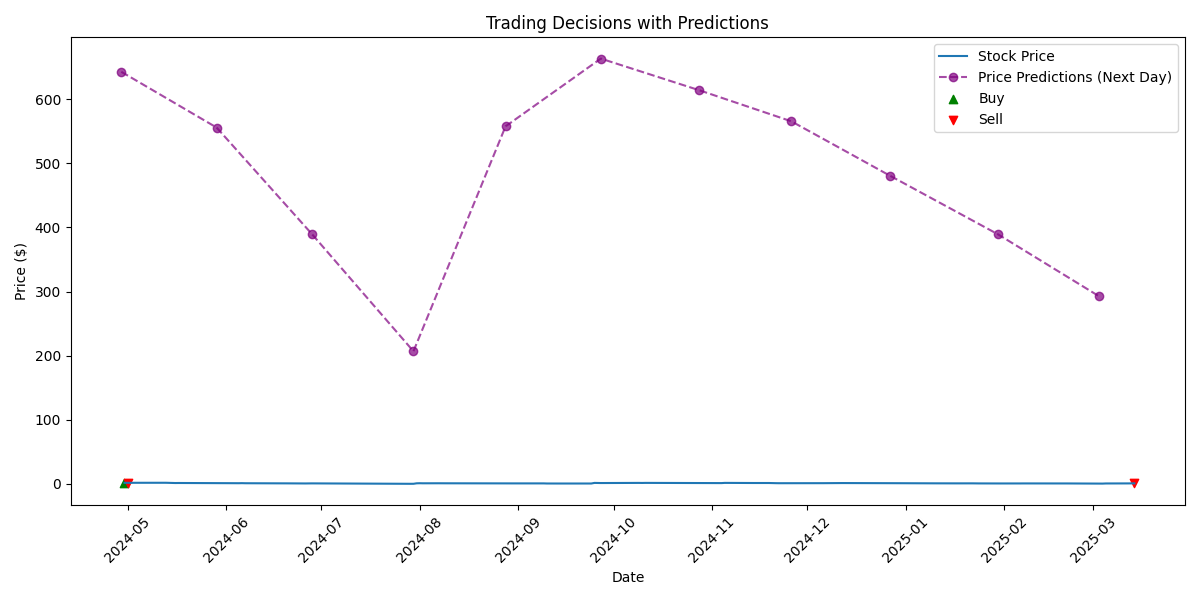 Trading Decisions with Predictions
Stock Price
Price Predictions (Next Day)
Buy
Sell
Price ($)
600
500
400
300
200
100
0
2024-05
2024-06
2024-07
2024-08
2024-09
2024-10
2024-11
2024-12
2025-01
2025-02
2025-03
Date